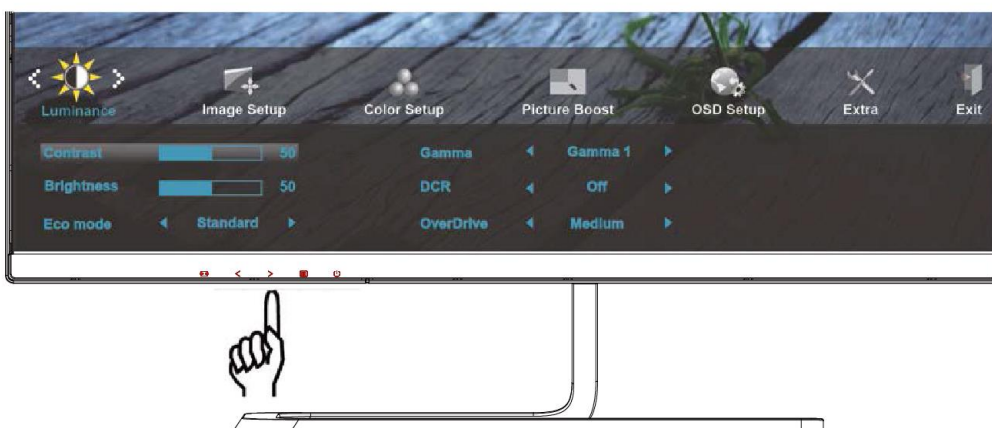 Luminance Image Setup Color Setup Picture Boost OSD Setup Extra Exit
Contrast 50 Gamma Gamma 1
Brightness 50 DCR Off
Eco mode Standard OverDrive Medium